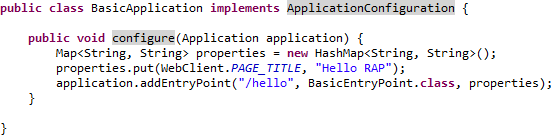 public class BasicApplication implements ApplicationConfiguration {
public void configure(Application application) {
Map<String, String> properties = new HashMap<String, String>();
properties.put(WebClient.PAGE_TITLE, "Hello RAP");
application.addEntryPoint("/hello", BasicEntryPoint.class, properties);
}
}